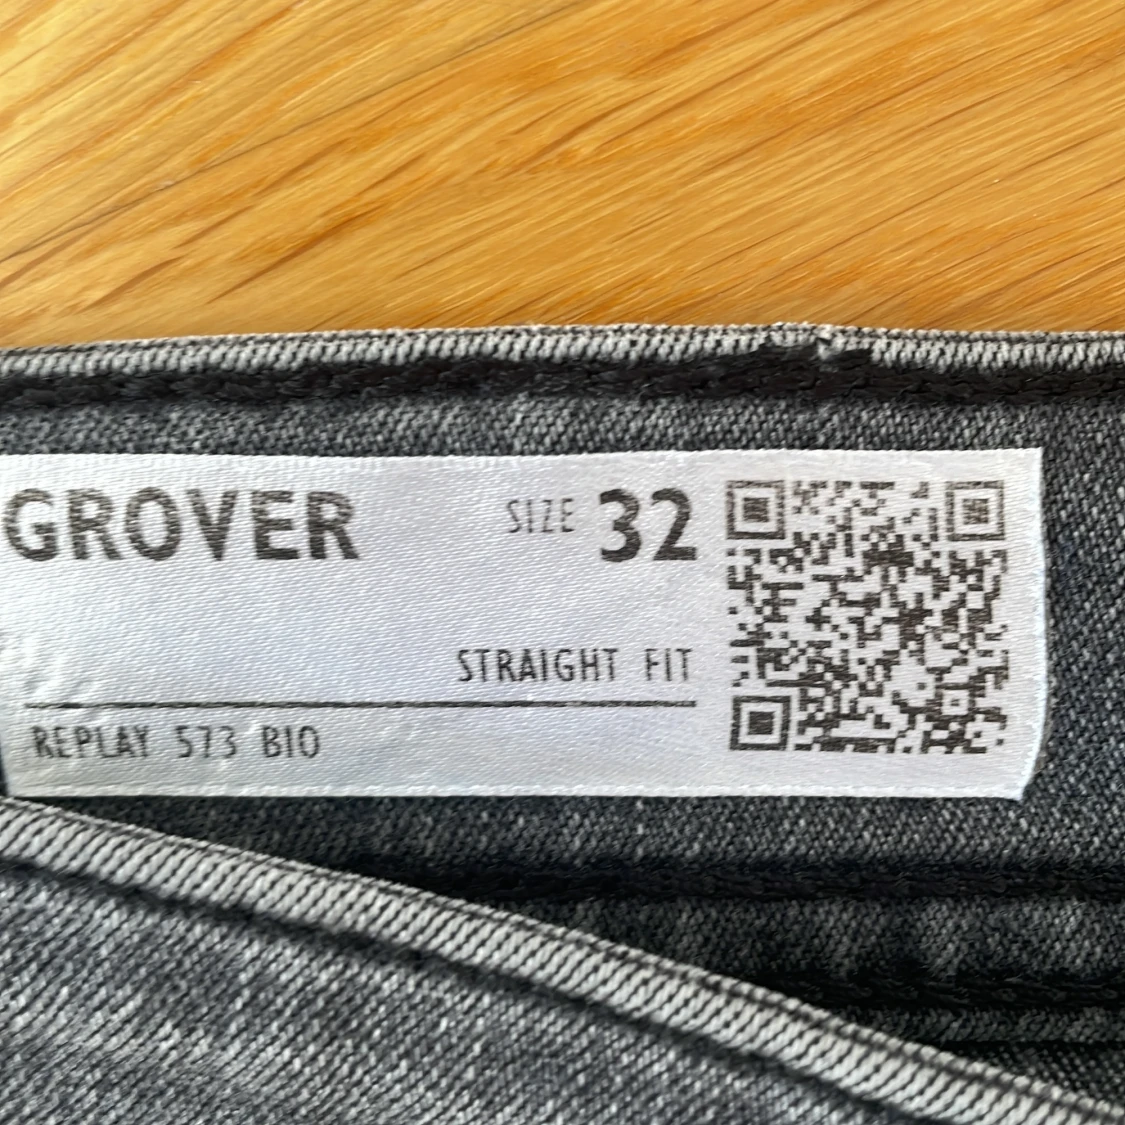 GROVER SIZE 32
STRAIGHT FIT
REPLAY 573 BIO